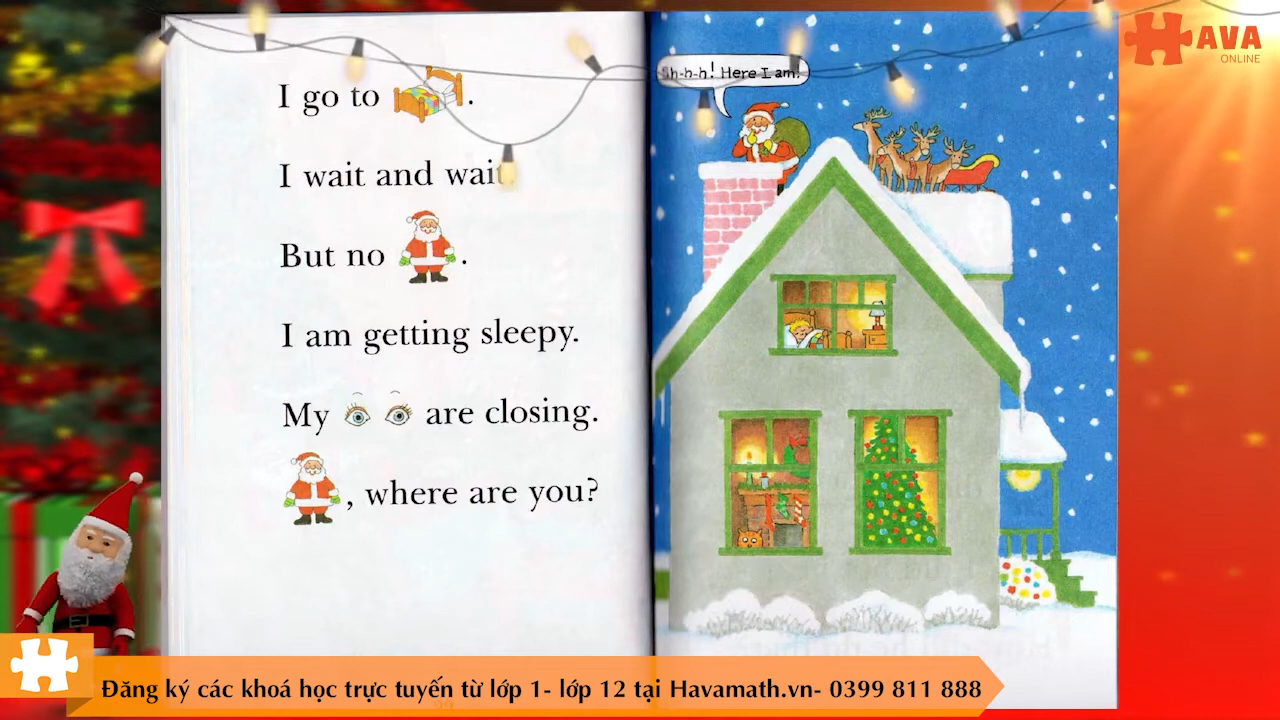 I go to .
I wait and wait
But no .
I am getting sleepy.
My are closing.
, where are you?
Sh-h-h! Here I am!
HAVA
ONLINE
Đăng ký các khoá học trực tuyến từ lớp 1- lớp 12 tại Havamath.vn- 0399 811 888